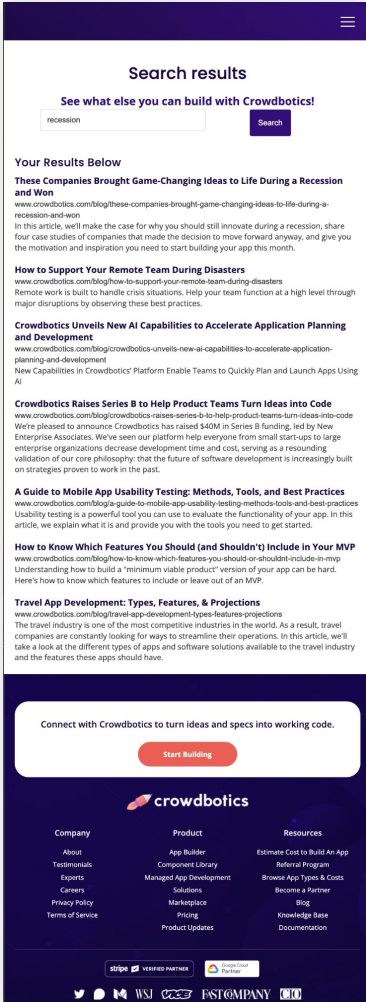 Search results
See what else you can build with Crowdbotics!
recession
Search
Your Results Below
These Companies Brought Game-Changing Ideas to Life During a Recession
and Won
www.crowdbotics.com/blog/these-companies-brought-game-changing-ideas-to-life-during-a-
recession-and-won
In this article, we'll make the case for why you should still innovate during a recession, share
four case studies of companies that made the decision to move forward anyway, and give you
the motivation and inspiration you need to start building your app this month.
How to Support Your Remote Team During Disasters
www.crowdbotics.com/blog/how-to-support-your-remote-team-during-disasters
Remote work is built to handle crisis situations. Help your team function at a high level through
major disruptions by observing these best practices.
Crowdbotics Unveils New AI Capabilities to Accelerate Application Planning
and Development
www.crowdbotics.com/blog/crowdbotics-unveils-new-ai-capabilities-to-accelerate-application-
planning-and-development
New Capabilities in Crowdbotics' Platform Enable Teams to Quickly Plan and Launch Apps Using
AI
Crowdbotics Raises Series B to Help Product Teams Turn Ideas into Code
www.crowdbotics.com/blog/crowdbotics-raises-series-b-to-help-product-teams-turn-ideas-into-code
We're pleased to announce Crowdbotics has raised $40M in Series B funding, led by New
Enterprise Associates. We've seen our platform help everyone from small start-ups to large
enterprise organizations decrease development time and cost, serving as a resounding
validation of our core philosophy: that the future of software development is increasingly built
on strategies proven to work in the past.
A Guide to Mobile App Usability Testing: Methods, Tools, and Best Practices
www.crowdbotics.com/blog/a-guide-to-mobile-app-usability-testing-methods-tools-and-best-practices
Usability testing is a powerful tool you can use to evaluate the functionality of your app. In this
article, we explain what it is and provide you with the tools you need to get started.
How to Know Which Features You Should (and Shouldn't) Include in Your MVP
www.crowdbotics.com/blog/how-to-know-which-features-you-should-or-shouldnt-include-in-mvp
Understanding how to build a "minimum viable product" version of your app can be hard.
Here's how to know which features to include or leave out of an MVP.
Travel App Development: Types, Features, & Projections
www.crowdbotics.com/blog/travel-app-development-types-features-projections
The travel industry is one of the most competitive industries in the world. As a result, travel
companies are constantly looking for ways to streamline their operations. In this article, we'll
take a look at the different types of apps and software solutions available to the travel industry
and the features these apps should have.
Connect with Crowdbotics to turn ideas and specs into working code.
Start Building
crowdbotics
Company
About
Testimonials
Experts
Careers
Privacy Policy
Terms of Service
Product
App Builder
Component Library
Managed App Development
Solutions
Marketplace
Pricing
Product Updates
Resources
Estimate Cost to Build An App
Referral Program
Browse App Types & Costs
Become a Partner
Blog
Knowledge Base
Documentation
stripe VERIFIED PARTNER
Google Cloud
Partner
WSJ VICE FAST COMPANY CIO